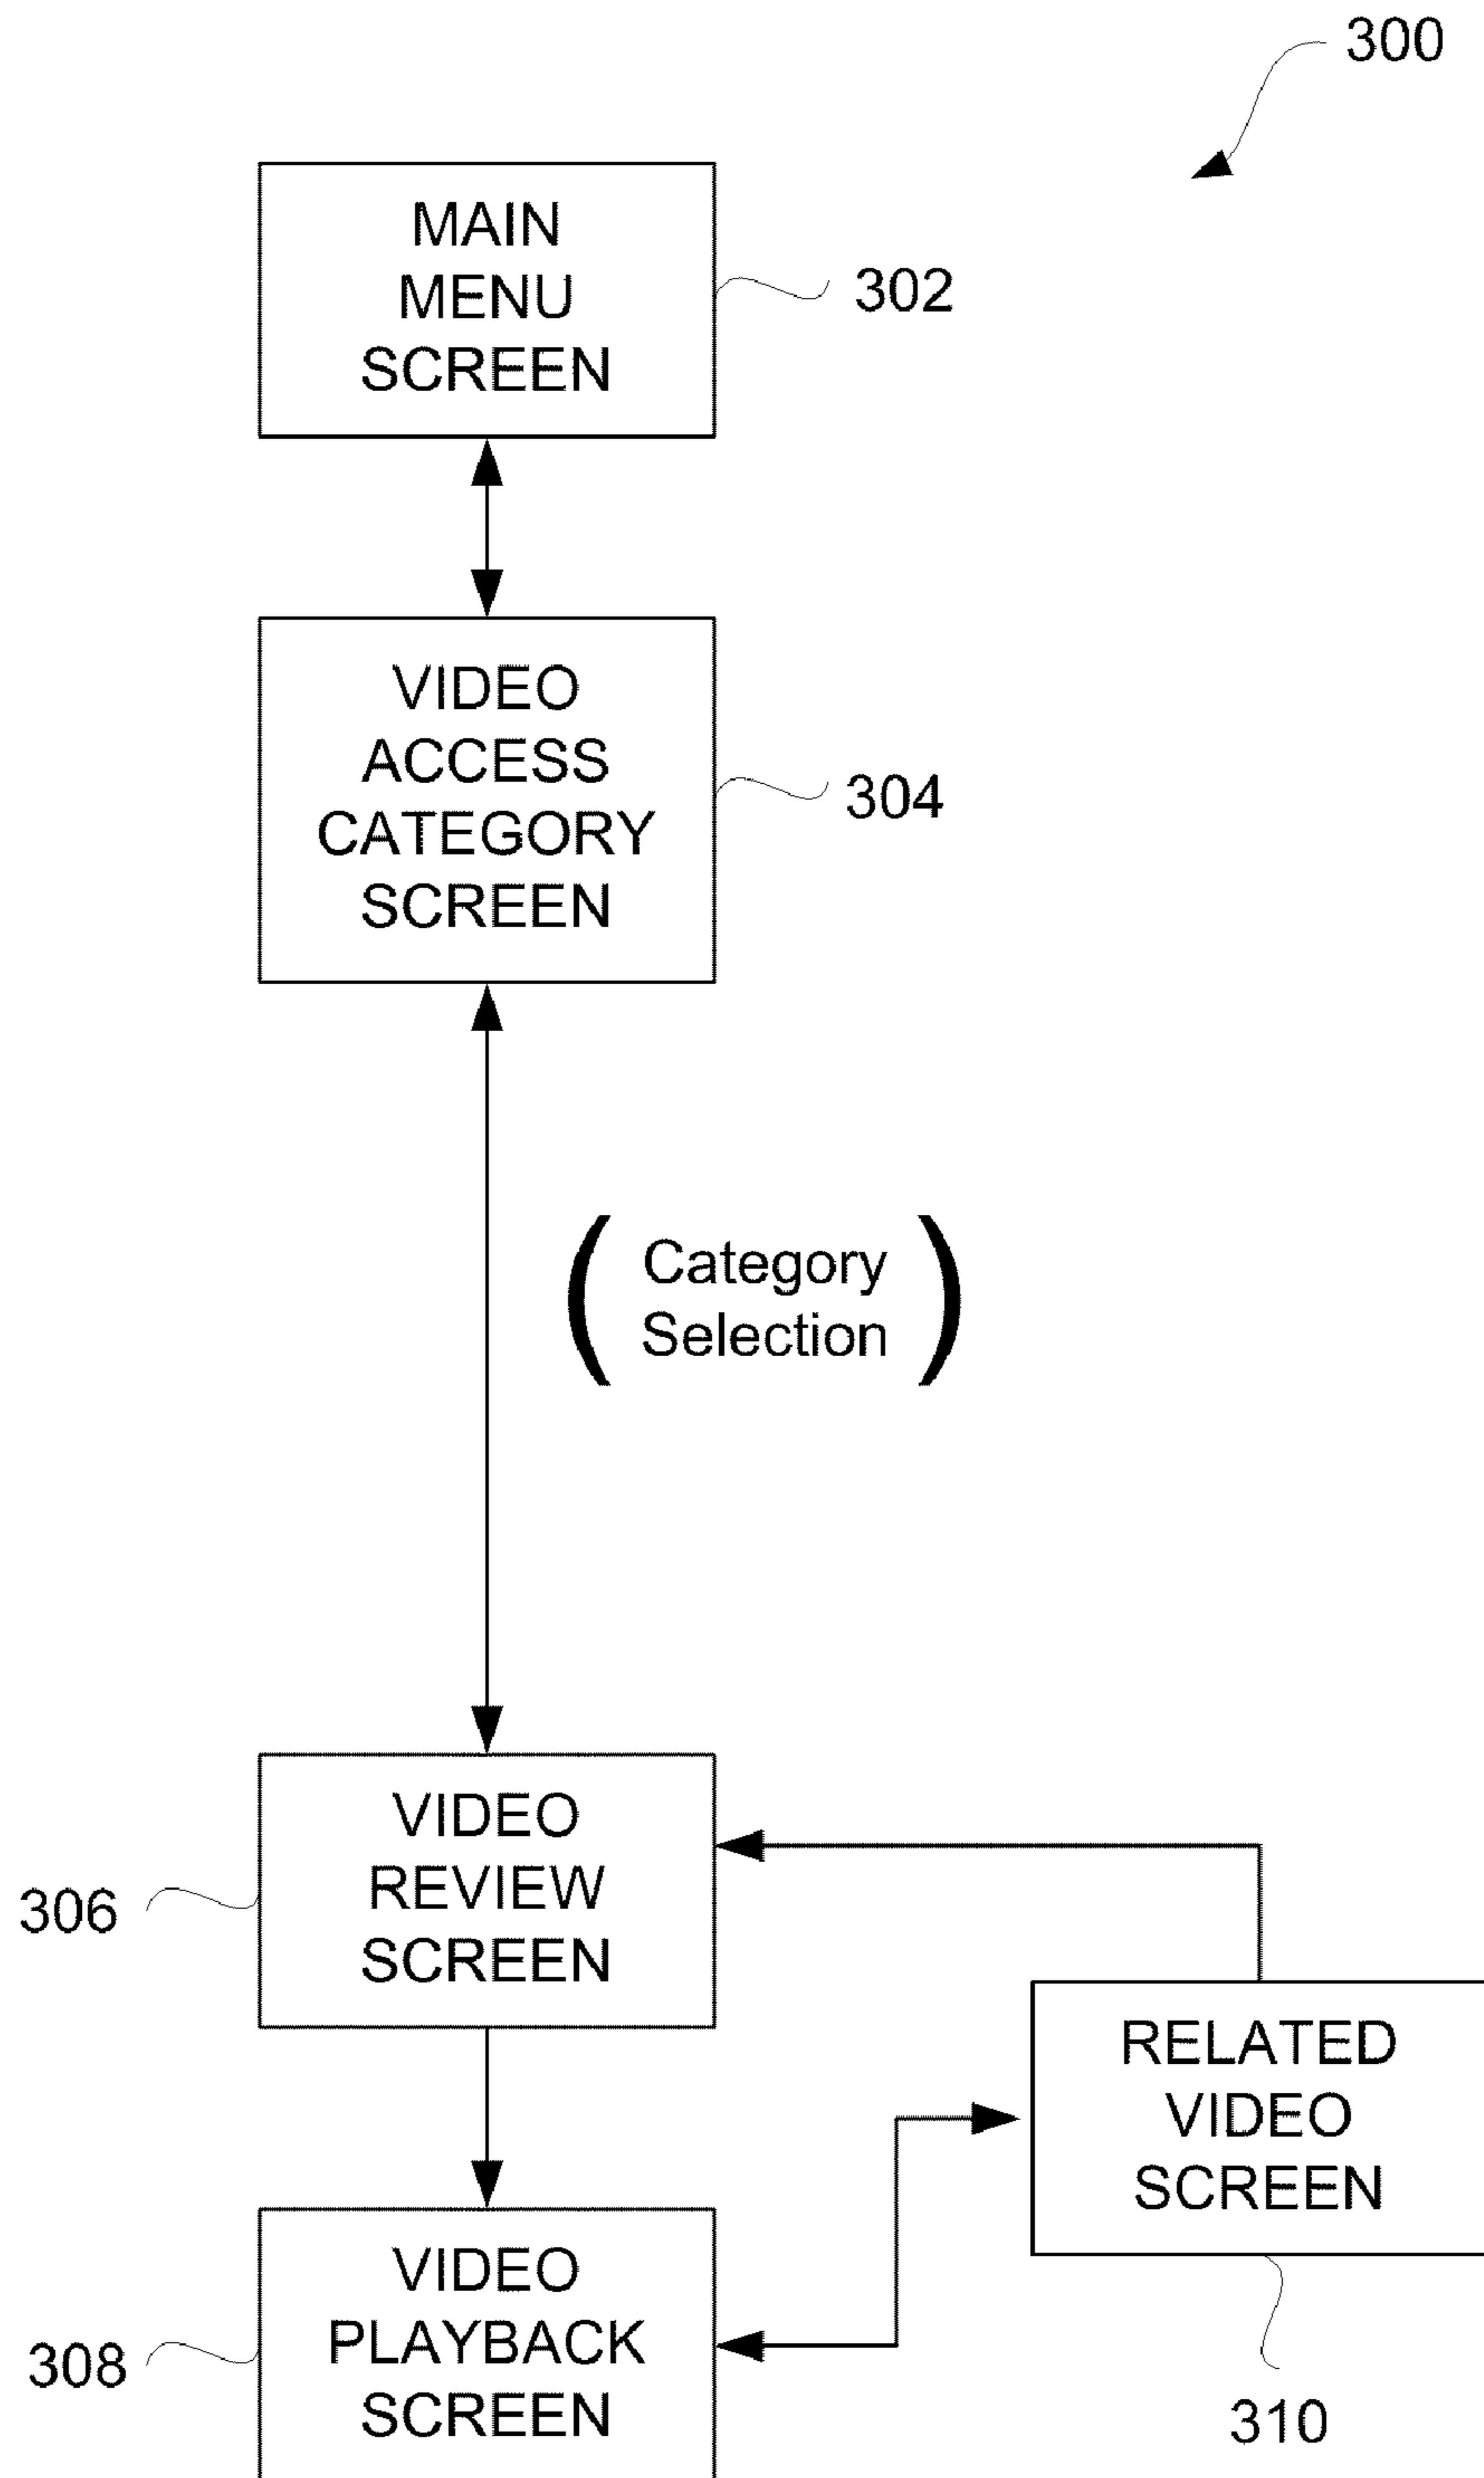 300
MAIN
MENU
SCREEN
302
VIDEO
ACCESS
CATEGORY
SCREEN
304
( Category
Selection )
VIDEO
REVIEW
SCREEN
306
RELATED
VIDEO
SCREEN
310
VIDEO
PLAYBACK
SCREEN
308